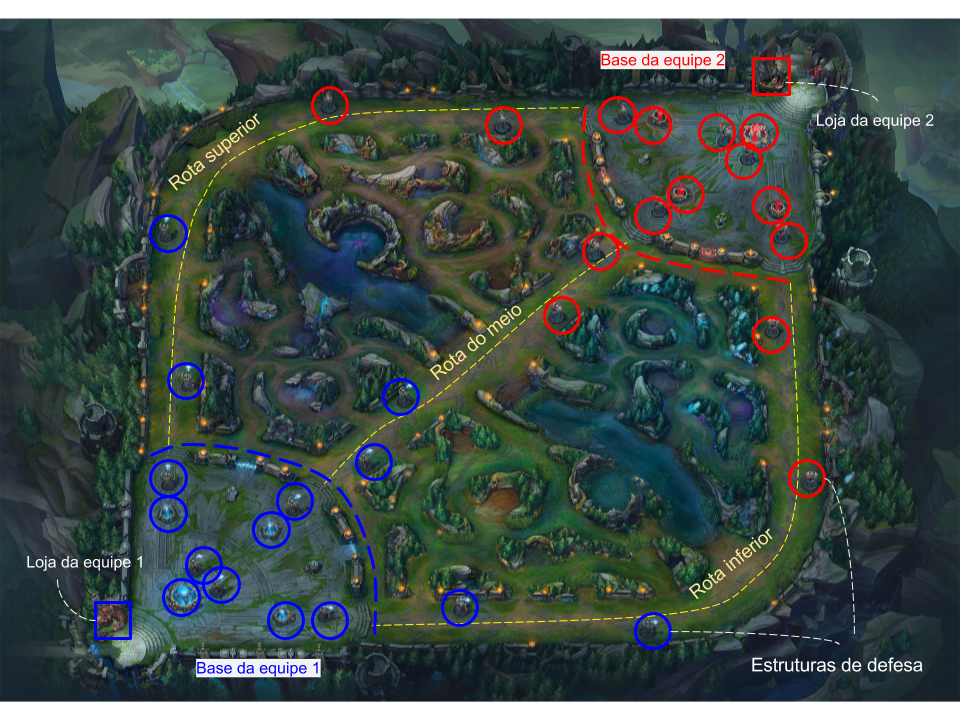 Base da equipe 2
Loja da equipe 2
Rota superior
Rota do meio
Rota inferior
Loja da equipe 1
Base da equipe 1
Estruturas de defesa